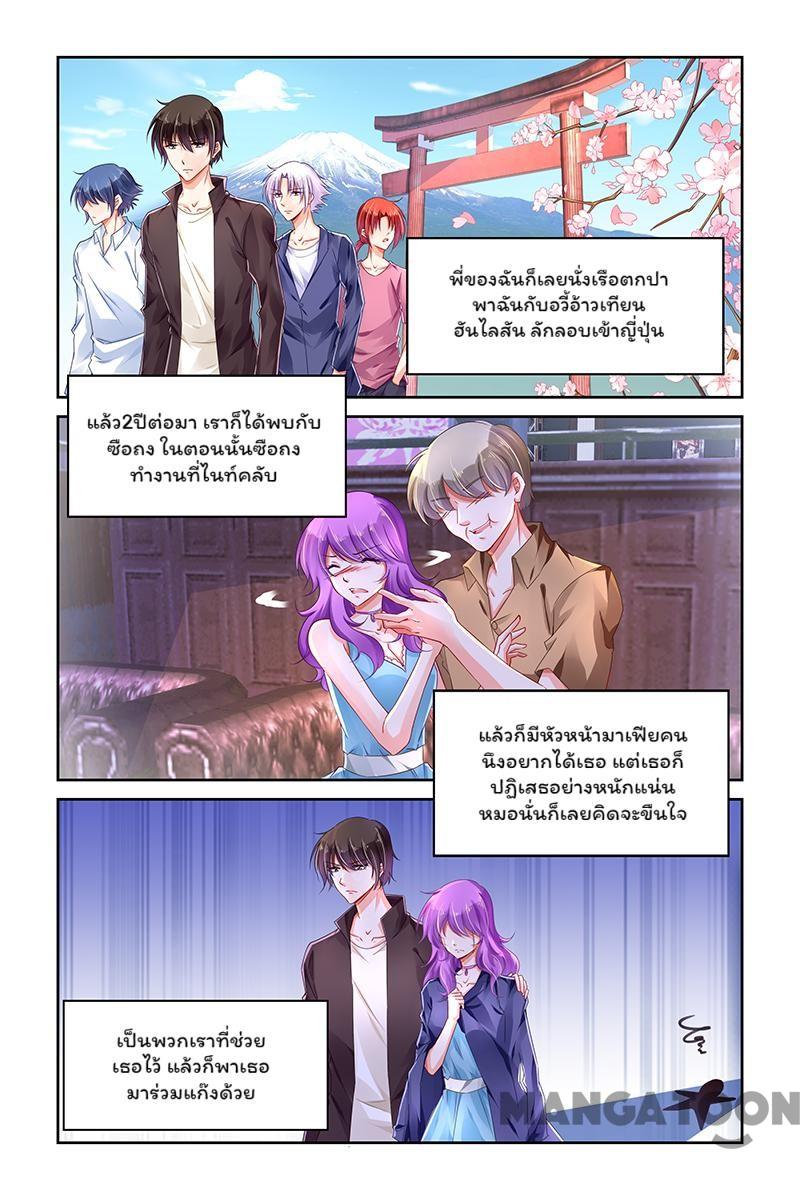 พี่ของฉันก็เลยนั่งเรือตกปา
พาฉันกับอวี้อ้าวเทียน
ฮันไลสัน ลักลอบเข้าญี่ปุ่น
แล้ว2ปีต่อมา เราก็ได้พบกับ
ซือถง ในตอนนั้นซือถง
ทำงานที่ไนท์คลับ
แล้วก็มีหัวหน้ามาเฟียคน
นึงอยากได้เธอ แต่เธอก็
ปฏิเสธอย่างหนักแน่น
หมอนั่นก็เลยคิดจะขืนใจ
เป็นพวกเราที่ช่วย
เธอไว้ แล้วก็พาเธอ
มาร่วมแก๊งด้วย
MANGATOON